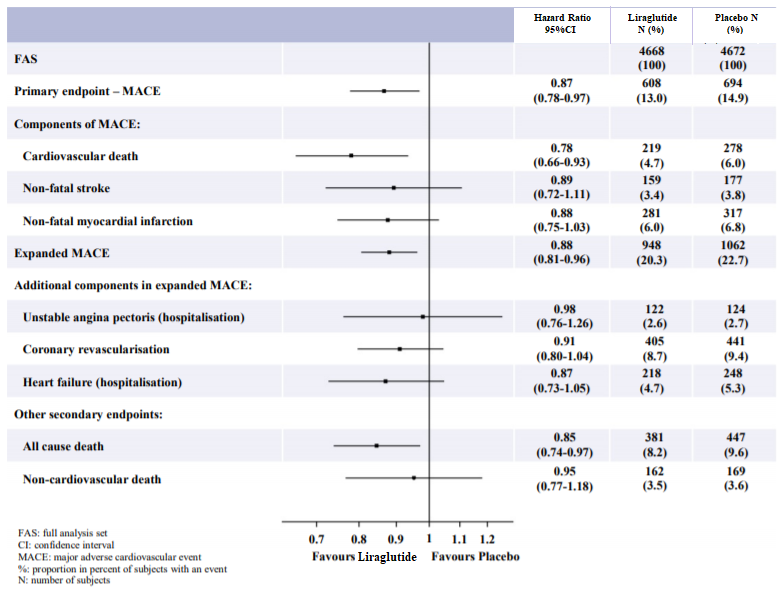 Hazard Ratio
95%CI
Liraglutide
N (%)
Placebo N
(%)
FAS
4668
(100)
4672
(100)
Primary endpoint – MACE
0.87
(0.78-0.97)
608
(13.0)
694
(14.9)
Components of MACE:
Cardiovascular death
0.78
(0.66-0.93)
219
(4.7)
278
(6.0)
Non-fatal stroke
0.89
(0.72-1.11)
159
(3.4)
177
(3.8)
Non-fatal myocardial infarction
0.88
(0.75-1.03)
281
(6.0)
317
(6.8)
Expanded MACE
0.88
(0.81-0.96)
948
(20.3)
1062
(22.7)
Additional components in expanded MACE:
Unstable angina pectoris (hospitalisation)
0.98
(0.76-1.26)
122
(2.6)
124
(2.7)
Coronary revascularisation
0.91
(0.80-1.04)
405
(8.7)
441
(9.4)
Heart failure (hospitalisation)
0.87
(0.73-1.05)
218
(4.7)
248
(5.3)
Other secondary endpoints:
All cause death
0.85
(0.74-0.97)
381
(8.2)
447
(9.6)
Non-cardiovascular death
0.95
(0.77-1.18)
162
(3.5)
169
(3.6)
0.7 0.8 0.9 1 1.1 1.2
Favours Liraglutide Favours Placebo
FAS: full analysis set
CI: confidence interval
MACE: major adverse cardiovascular event
%: proportion in percent of subjects with an event
N: number of subjects